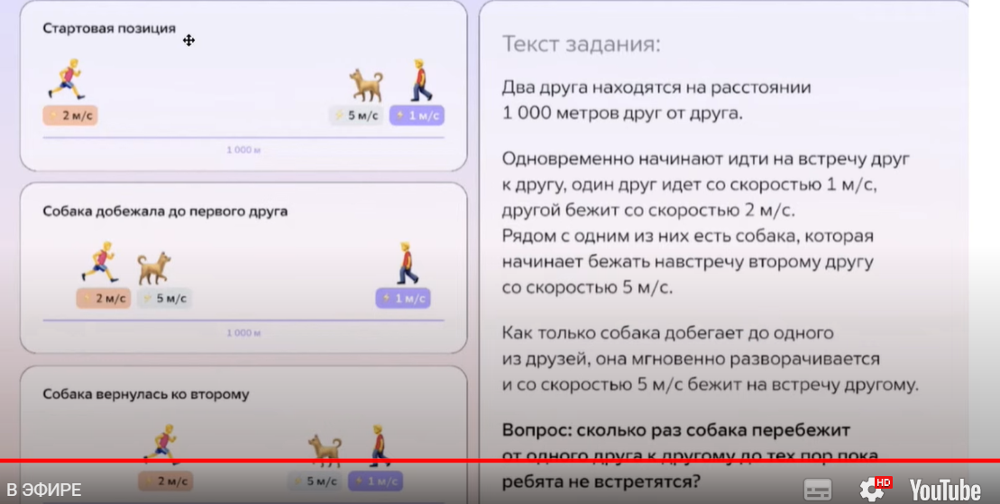 Стартовая позиция
2 м/с
5 м/с
1 м/с
1 000 м
Собака добежала до первого друга
2 м/с
5 м/с
1 м/с
1 000 м
Собака вернулась ко второму
2 м/с
5 м/с
1 м/с
Текст задания:
Два друга находятся на расстоянии
1 000 метров друг от друга.
Одновременно начинают идти на встречу друг
к другу, один друг идет со скоростью 1 м/с,
другой бежит со скоростью 2 м/с.
Рядом с одним из них есть собака, которая
начинает бежать навстречу второму другу
со скоростью 5 м/с.
Как только собака добегает до одного
из друзей, она мгновенно разворачивается
и со скоростью 5 м/с бежит на встречу другому.
Вопрос: сколько раз собака перебежит
от одного друга к другому до тех пор пока
ребята не встретятся?
В ЭФИРЕ
HD
YouTube